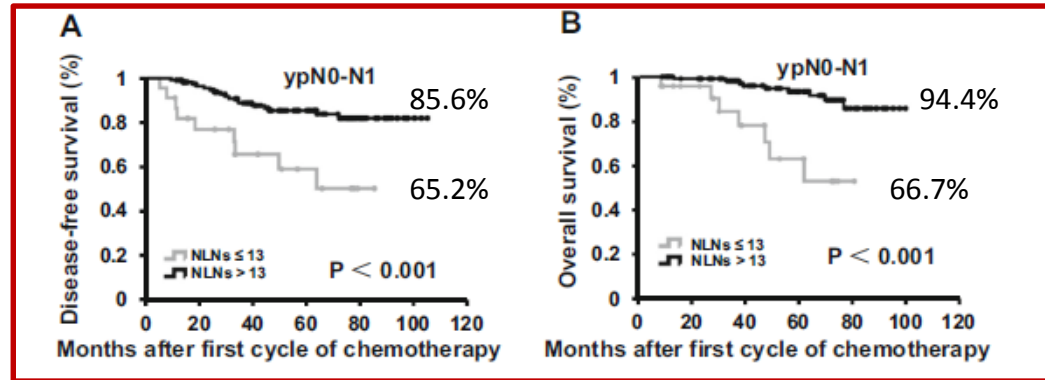 A
Disease-free survival (%)
ypN0-N1
85.6%
65.2%
NLNs ≤ 13
NLNs > 13
P < 0.001
1
0.8
0.6
0.4
0.2
0
0 20 40 60 80 100 120
Months after first cycle of chemotherapy
B
Overall survival (%)
ypN0-N1
94.4%
66.7%
NLNs ≤ 13
NLNs > 13
P < 0.001
1
0.8
0.6
0.4
0.2
0
0 20 40 60 80 100 120
Months after first cycle of chemotherapy